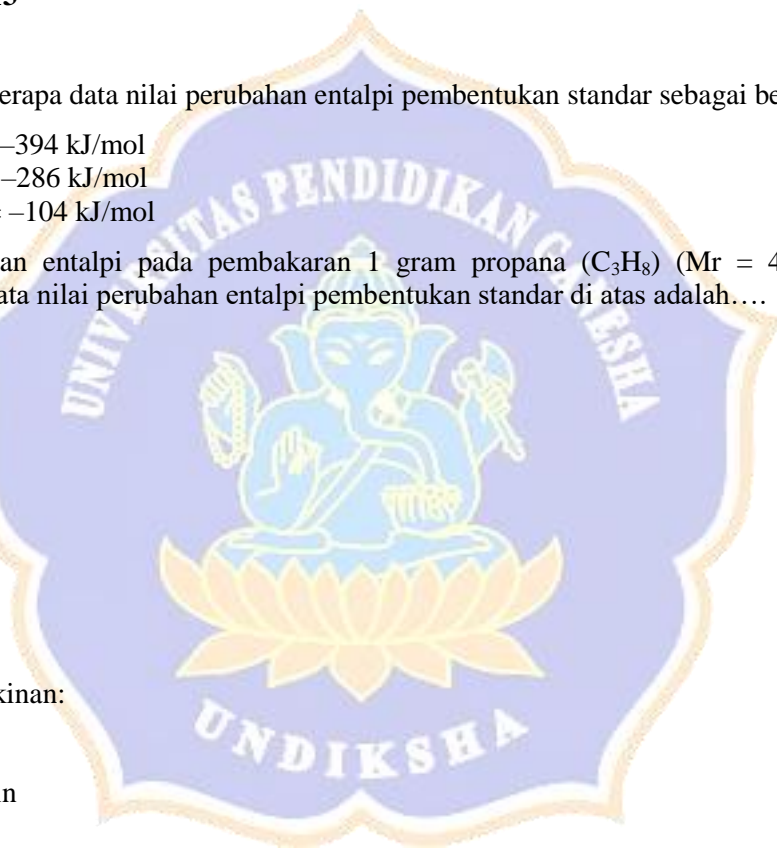 erapa data nilai perubahan entalpi pembentukan standar sebagai be
–394 kJ/mol
–286 kJ/mol
= –104 kJ/mol
an entalpi pada pembakaran 1 gram propana (C₃H₈) (Mr = 4
ata nilai perubahan entalpi pembentukan standar di atas adalah….
UNIVERSITAS PENDIDIKAN GANESHA
kinan:
UNDIKSHA
n